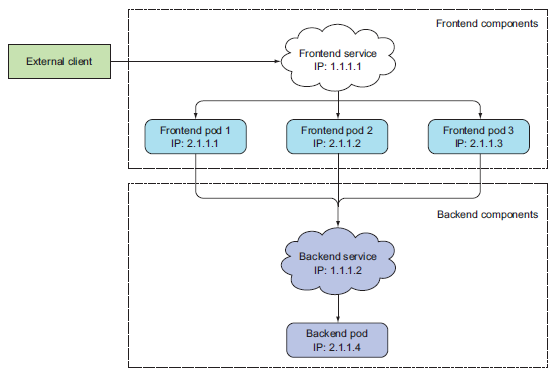 Frontend components
External client
Frontend service
IP: 1.1.1.1
Frontend pod 1
IP: 2.1.1.1
Frontend pod 2
IP: 2.1.1.2
Frontend pod 3
IP: 2.1.1.3
Backend components
Backend service
IP: 1.1.1.2
Backend pod
IP: 2.1.1.4